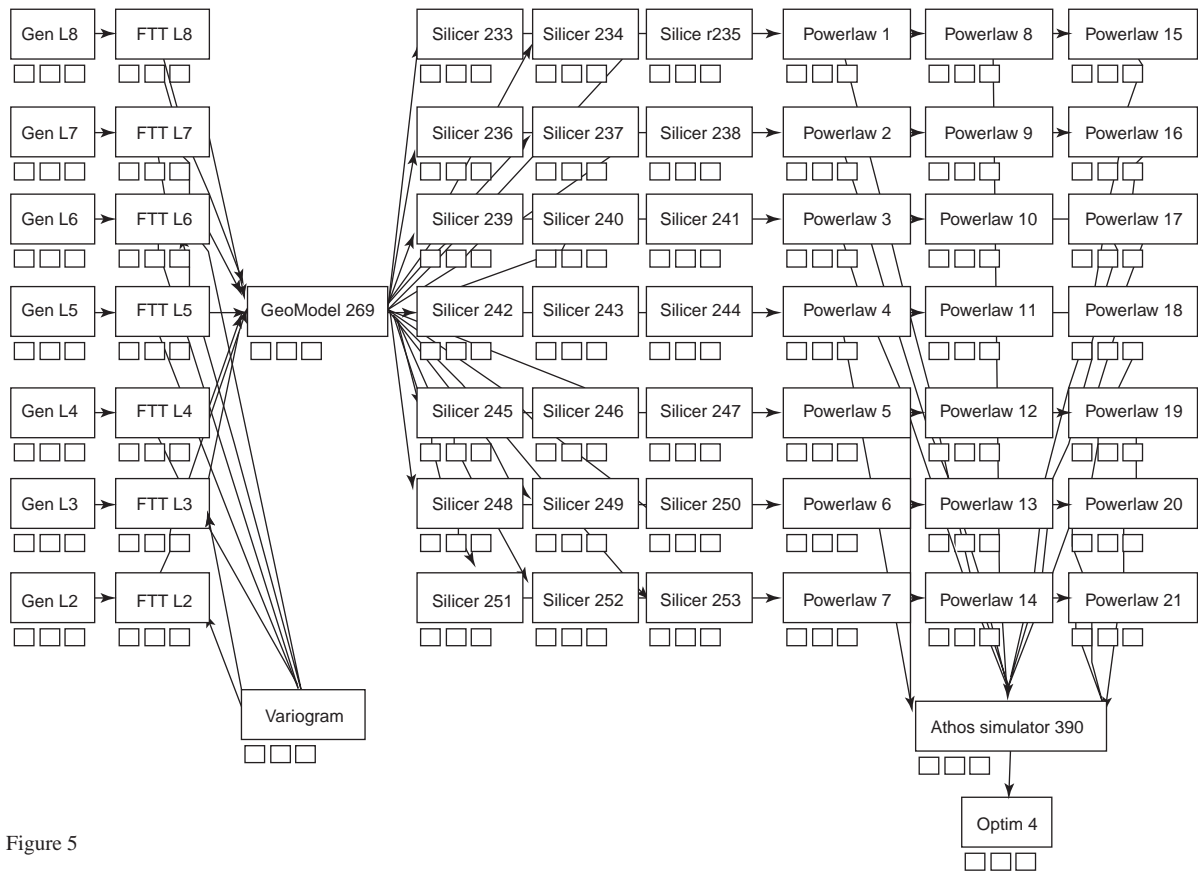 Gen L8 FTT L8 Silicer 233 Silicer 234 Silice r235 Powerlaw 1 Powerlaw 8 Powerlaw 15
Gen L7 FTT L7 Silicer 236 Silicer 237 Silicer 238 Powerlaw 2 Powerlaw 9 Powerlaw 16
Gen L6 FTT L6 Silicer 239 Silicer 240 Silicer 241 Powerlaw 3 Powerlaw 10 Powerlaw 17
Gen L5 FTT L5 GeoModel 269 Silicer 242 Silicer 243 Silicer 244 Powerlaw 4 Powerlaw 11 Powerlaw 18
Gen L4 FTT L4 Silicer 245 Silicer 246 Silicer 247 Powerlaw 5 Powerlaw 12 Powerlaw 19
Gen L3 FTT L3 Silicer 248 Silicer 249 Silicer 250 Powerlaw 6 Powerlaw 13 Powerlaw 20
Gen L2 FTT L2 Silicer 251 Silicer 252 Silicer 253 Powerlaw 7 Powerlaw 14 Powerlaw 21
Variogram
Athos simulator 390
Optim 4
Figure 5